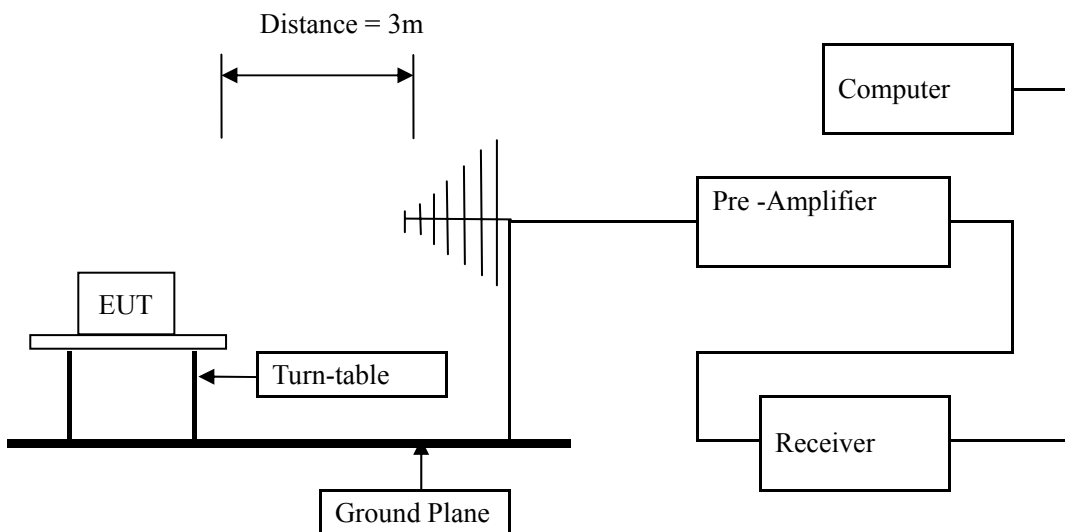 Distance = 3m
Computer
Pre -Amplifier
EUT
Turn-table
Receiver
Ground Plane